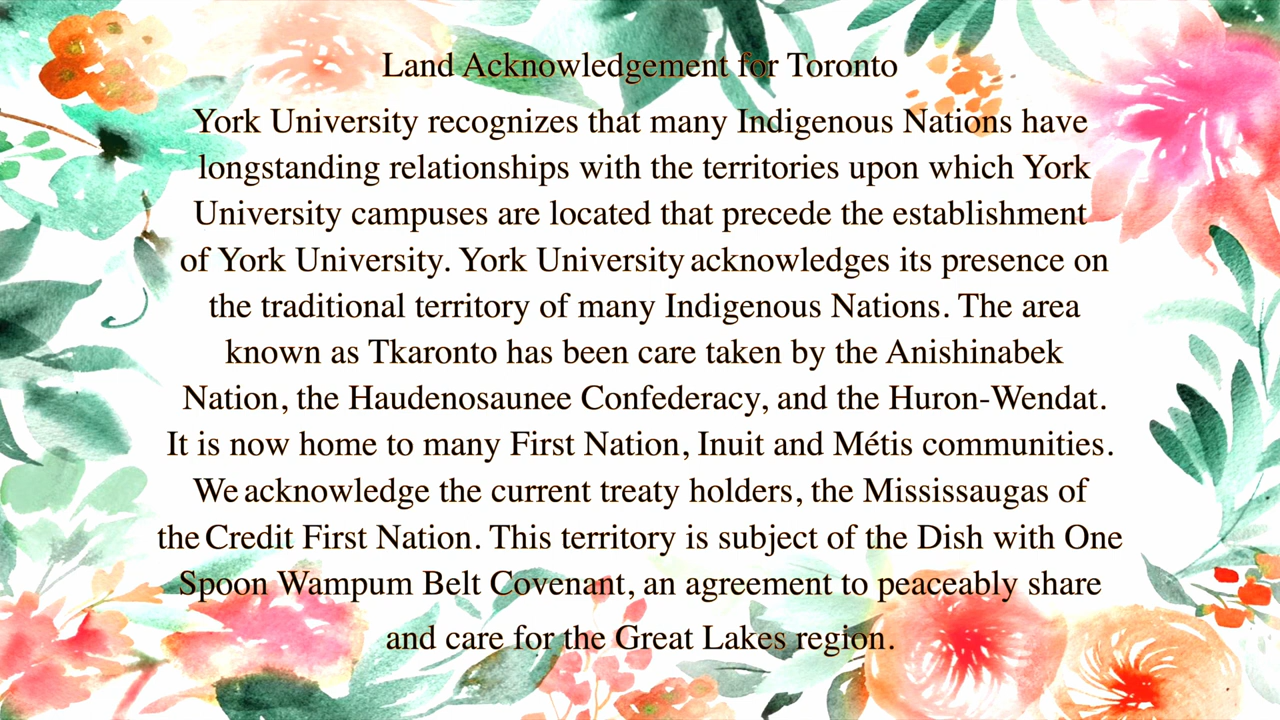 Land Acknowledgement for Toronto
York University recognizes that many Indigenous Nations have
longstanding relationships with the territories upon which York
University campuses are located that precede the establishment
of York University. York University acknowledges its presence on
the traditional territory of many Indigenous Nations. The area
known as Tkaronto has been care taken by the Anishinabek
Nation, the Haudenosaunee Confederacy, and the Huron-Wendat.
It is now home to many First Nation, Inuit and Métis communities.
We acknowledge the current treaty holders, the Mississaugas of
the Credit First Nation. This territory is subject of the Dish with One
Spoon Wampum Belt Covenant, an agreement to peaceably share
and care for the Great Lakes region.